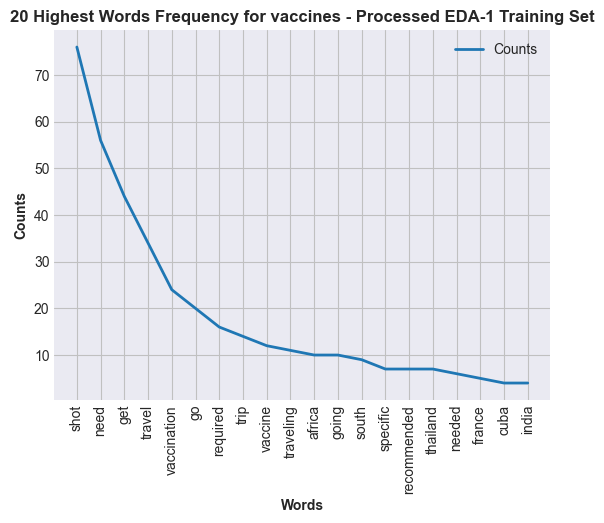 20 Highest Words Frequency for vaccines - Processed EDA-1 Training Set
Counts
70
60
50
40
30
20
10
Counts
shot
need
get
travel
vaccination
go
required
trip
vaccine
traveling
africa
going
south
specific
recommended
thailand
needed
france
cuba
india
Words